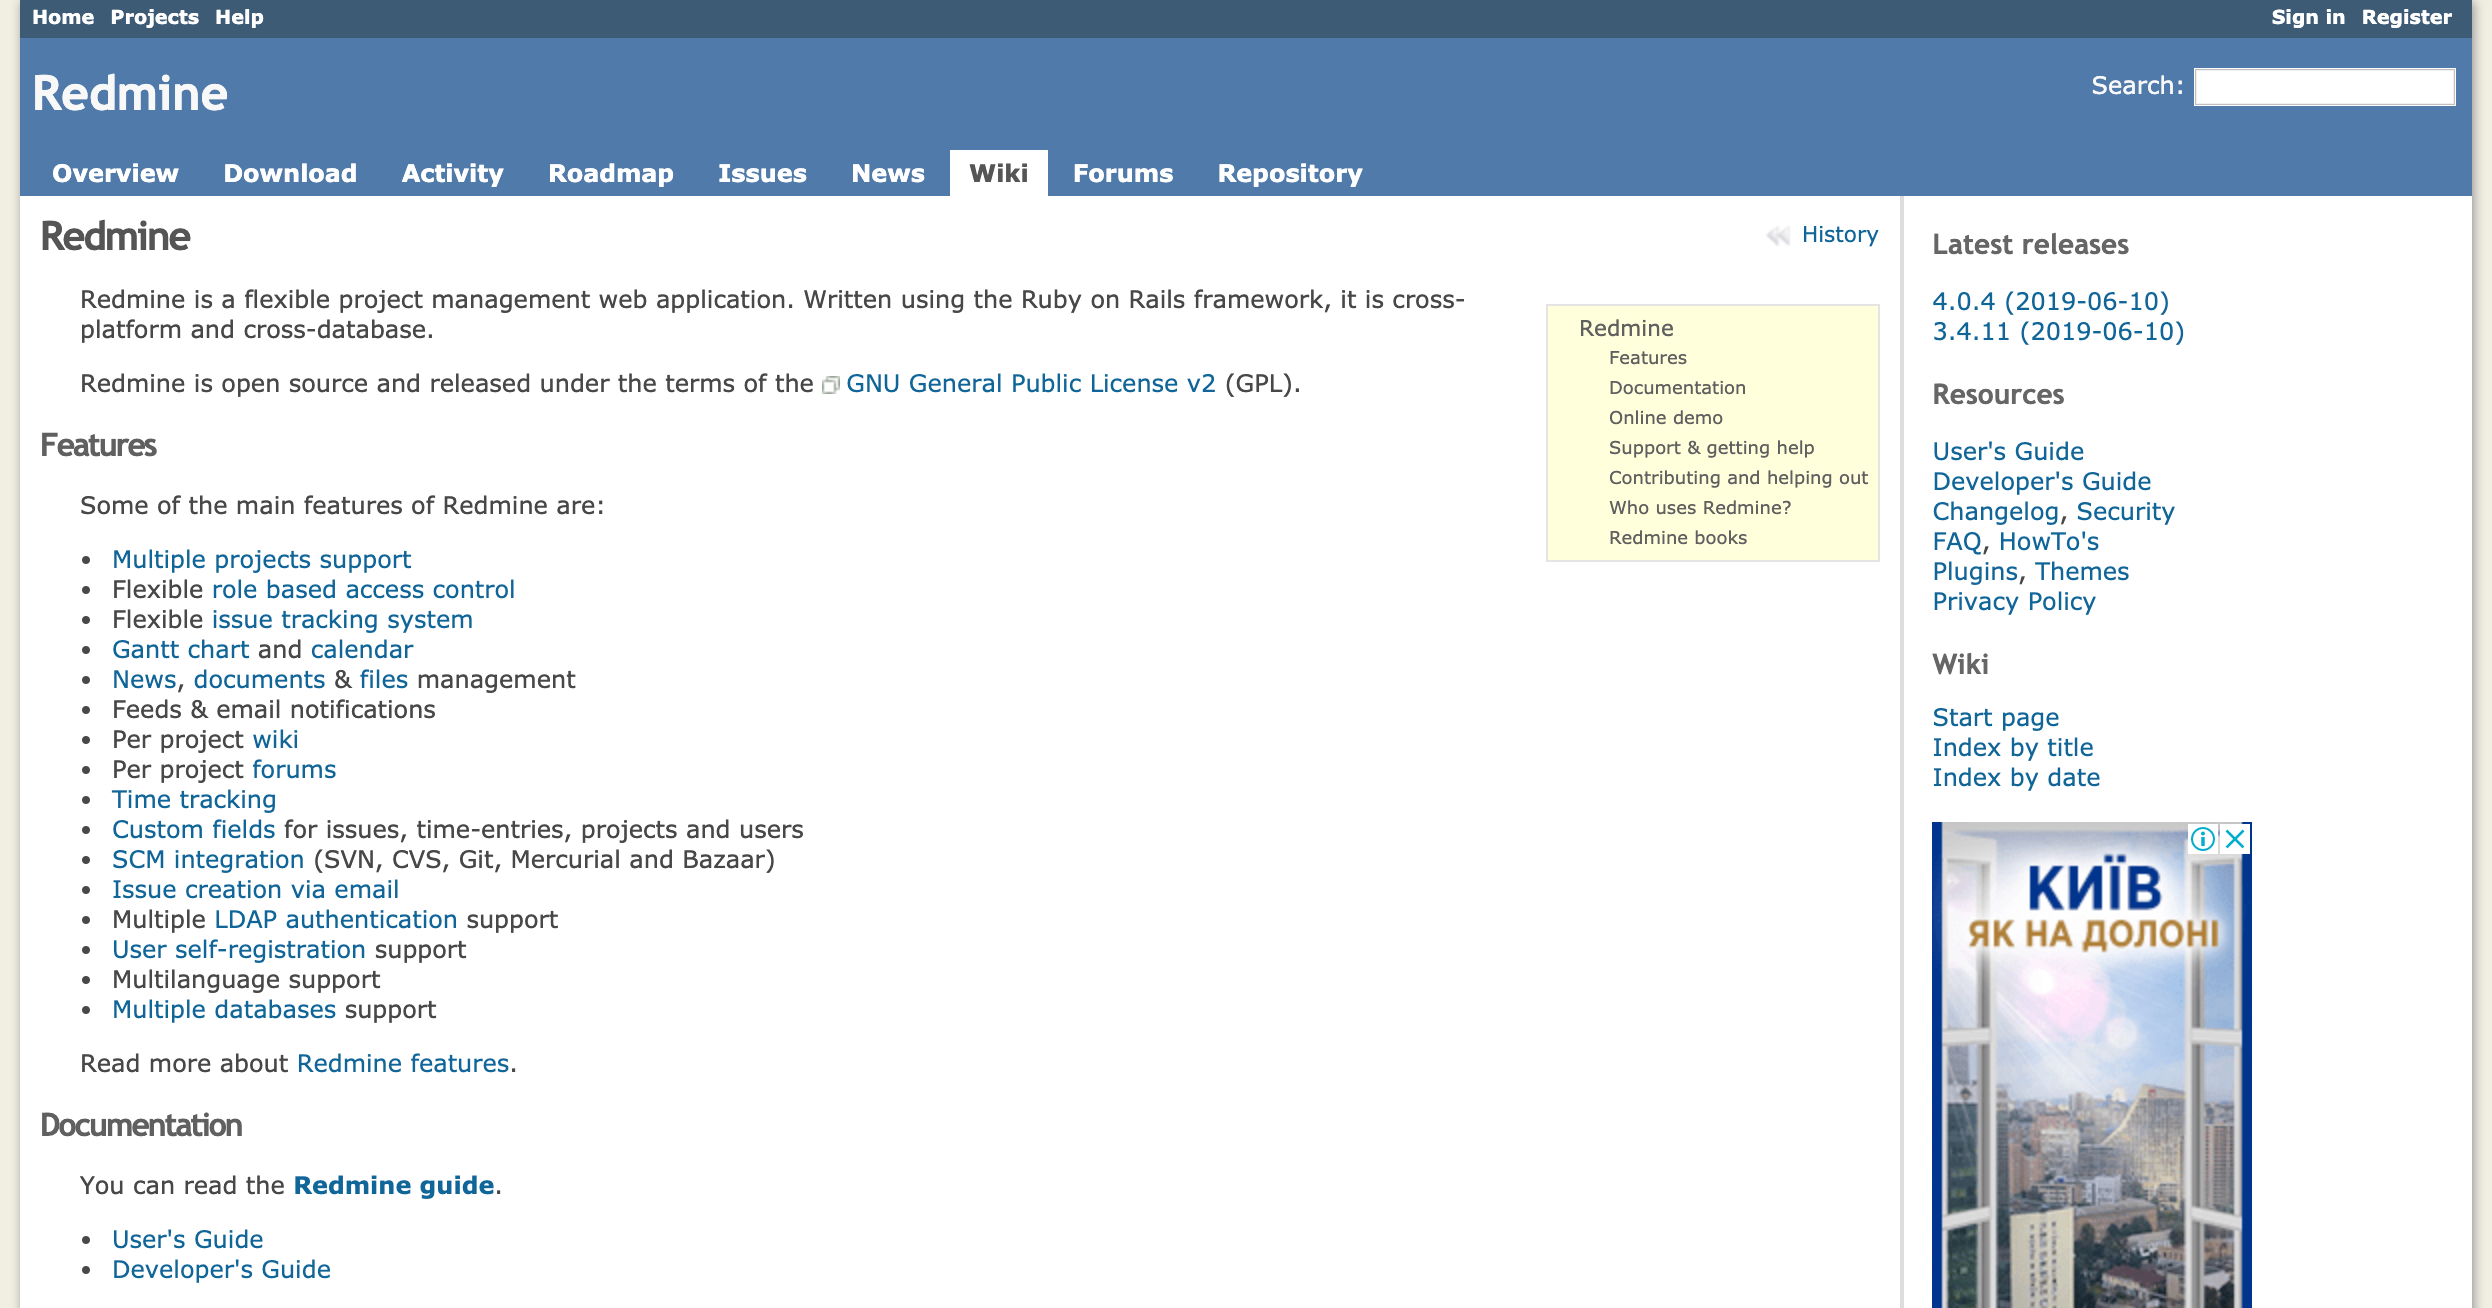 Home Projects Help
Sign in Register
Redmine
Search:
Overview Download Activity Roadmap Issues News Wiki Forums Repository
Redmine
History
Redmine is a flexible project management web application. Written using the Ruby on Rails framework, it is cross-
platform and cross-database.
Redmine is open source and released under the terms of the GNU General Public License v2 (GPL).
Redmine
Features
Documentation
Online demo
Support & getting help
Contributing and helping out
Who uses Redmine?
Redmine books
Features
Some of the main features of Redmine are:
• Multiple projects support
• Flexible role based access control
• Flexible issue tracking system
• Gantt chart and calendar
• News, documents & files management
• Feeds & email notifications
• Per project wiki
• Per project forums
• Time tracking
• Custom fields for issues, time-entries, projects and users
• SCM integration (SVN, CVS, Git, Mercurial and Bazaar)
• Issue creation via email
• Multiple LDAP authentication support
• User self-registration support
• Multilanguage support
• Multiple databases support
Read more about Redmine features.
Documentation
You can read the Redmine guide.
• User's Guide
• Developer's Guide
Latest releases
4.0.4 (2019-06-10)
3.4.11 (2019-06-10)
Resources
User's Guide
Developer's Guide
Changelog, Security
FAQ, HowTo's
Plugins, Themes
Privacy Policy
Wiki
Start page
Index by title
Index by date
КИЇВ
ЯК НА ДОЛОНІ